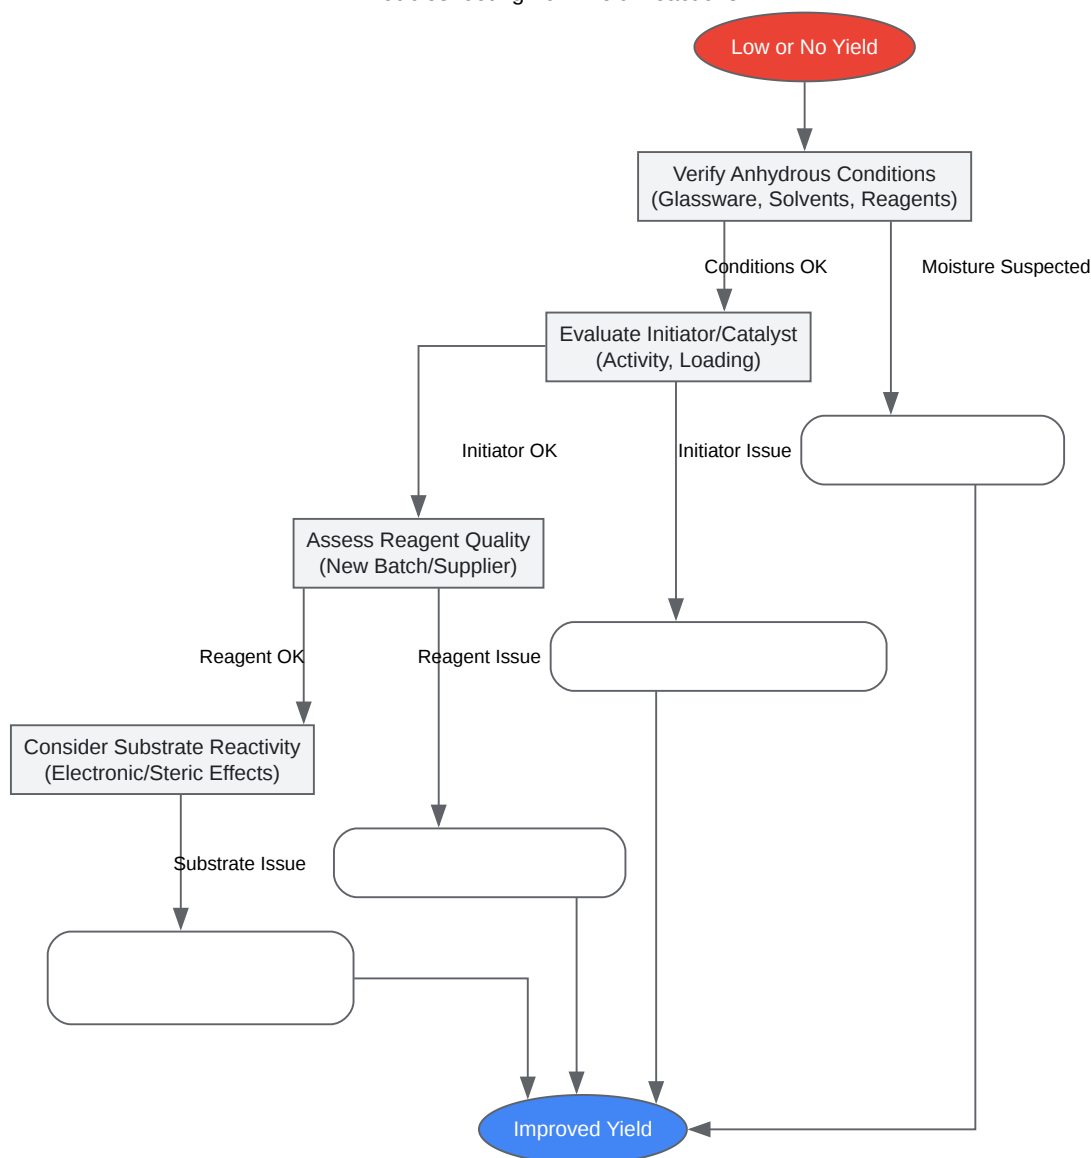 Low or No Yield
Verify Anhydrous Conditions
(Glassware, Solvents, Reagents)
Conditions OK
Moisture Suspected
Evaluate Initiator/Catalyst
(Activity, Loading)
Initiator OK
Initiator Issue
Assess Reagent Quality
(New Batch/Supplier)
Reagent OK
Reagent Issue
Consider Substrate Reactivity
(Electronic/Steric Effects)
Substrate Issue
Improved Yield